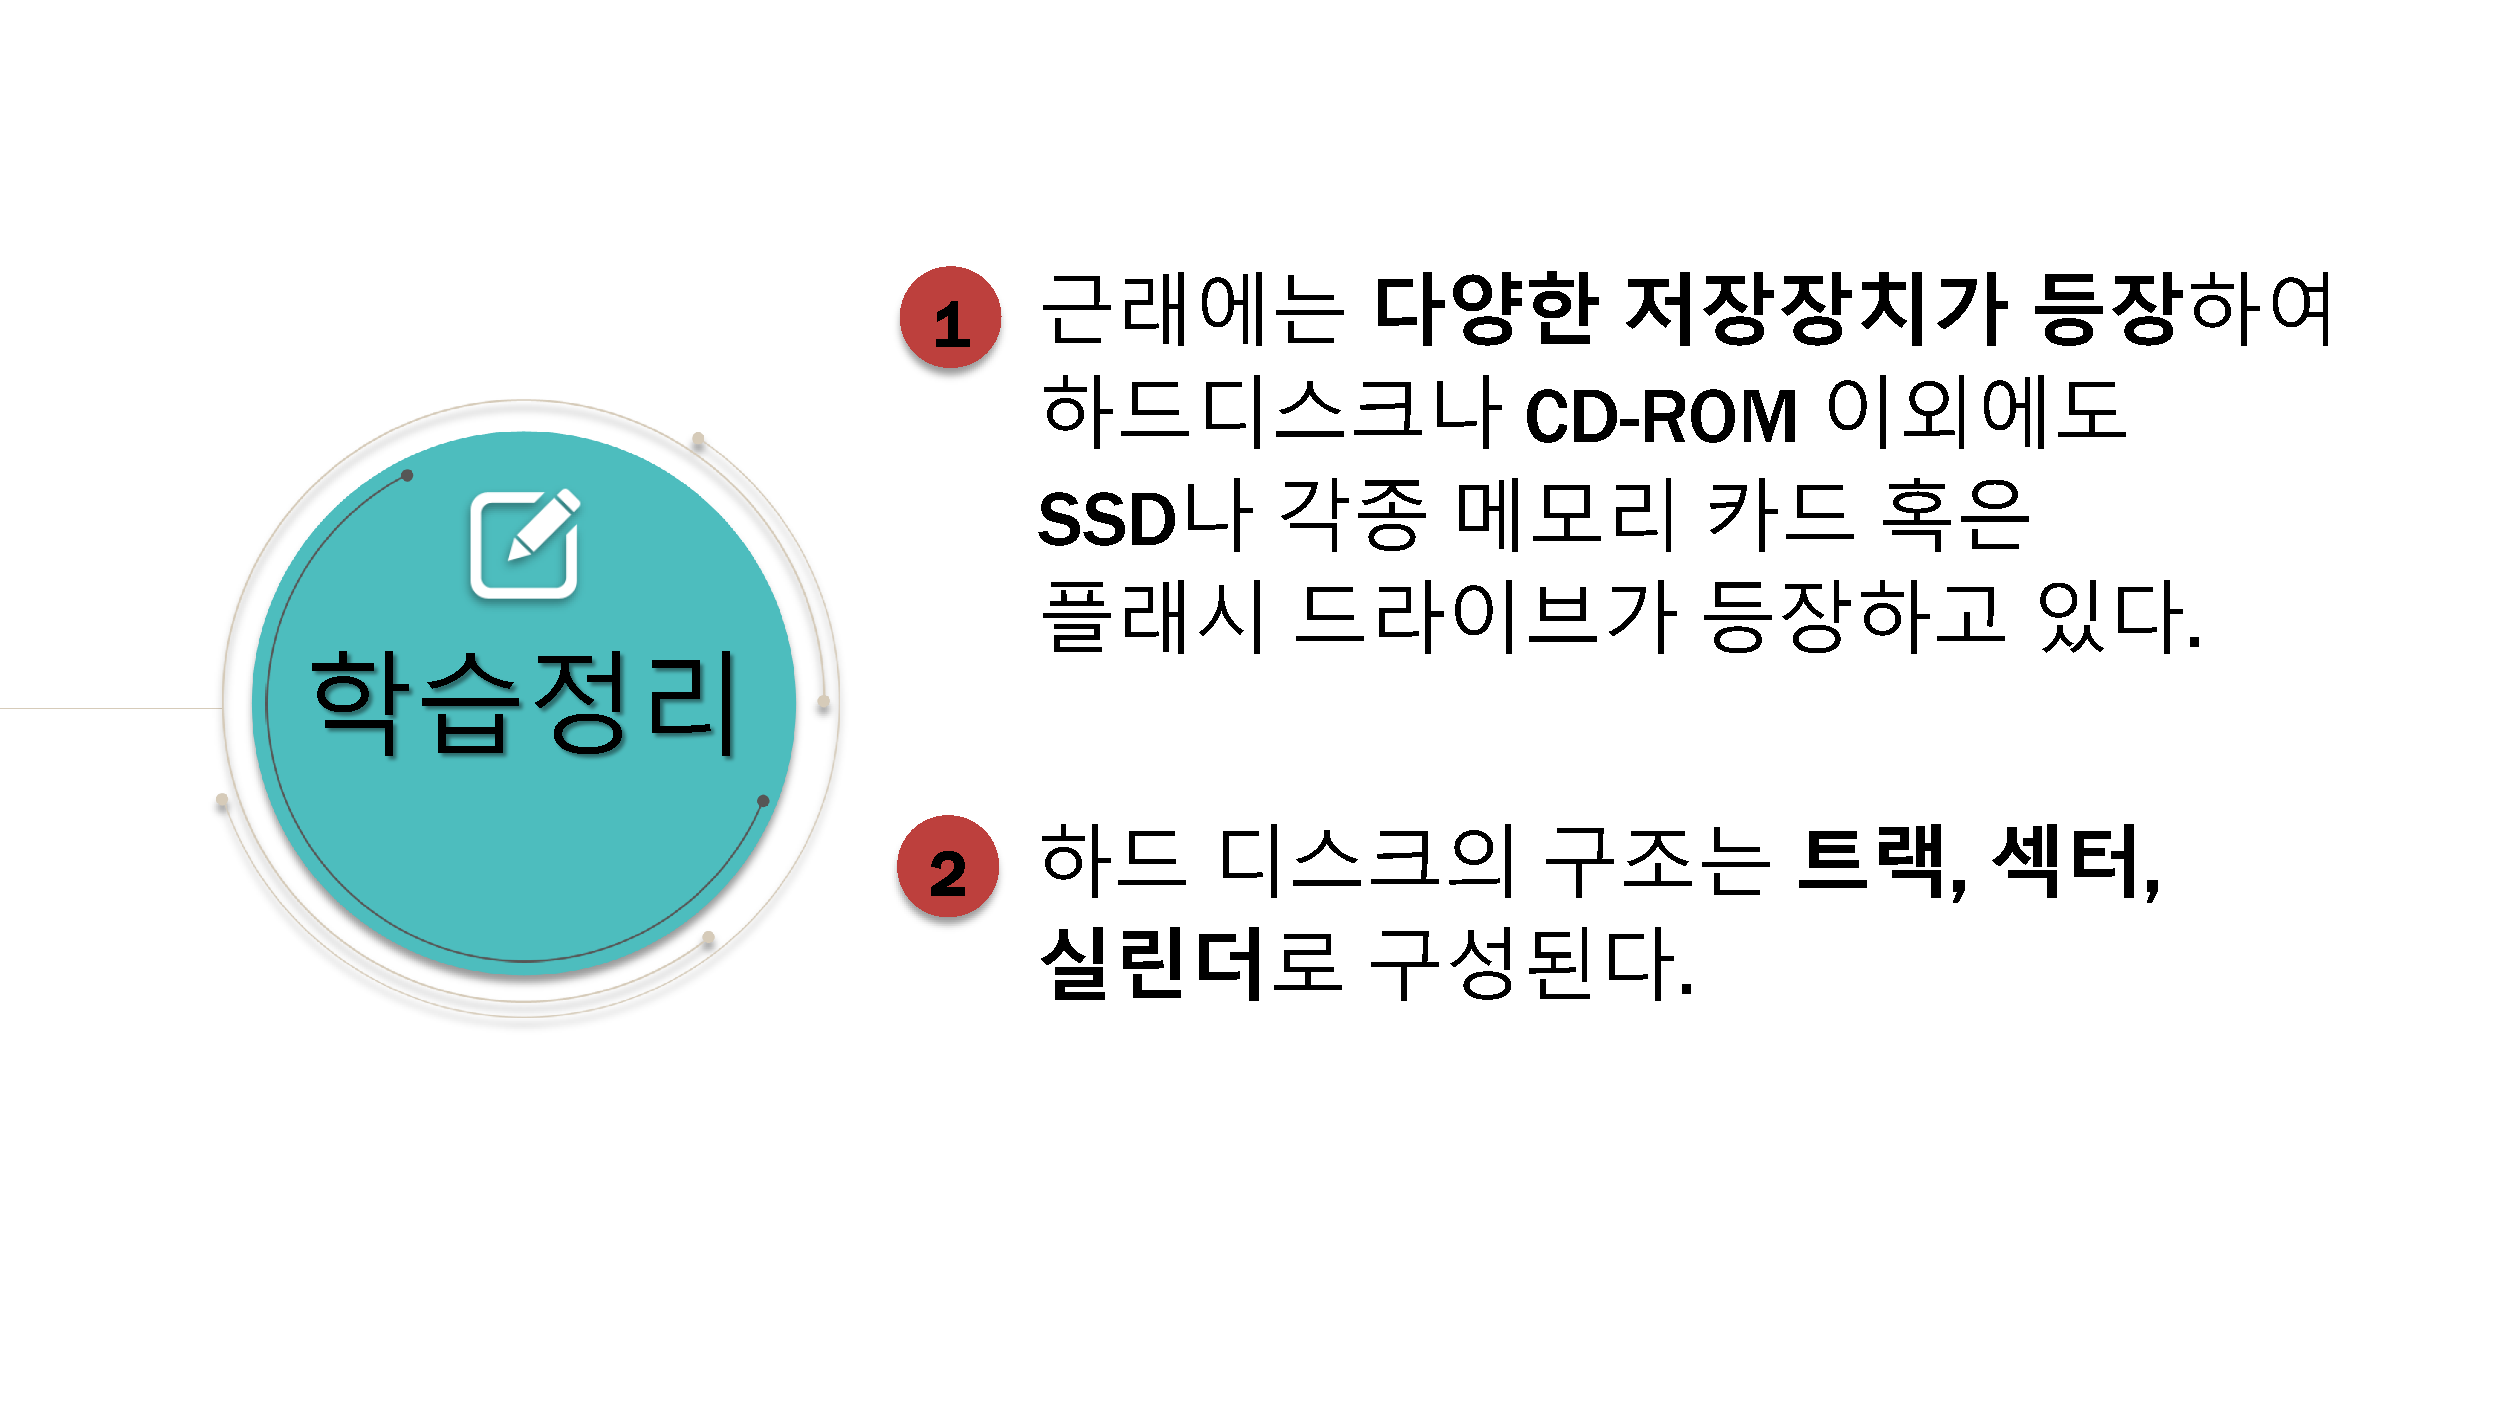 학습정리
1
근래에는 다양한 저장장치가 등장하여
하드디스크나 CD-ROM 이외에도
SSD나 각종 메모리 카드 혹은
플래시 드라이브가 등장하고 있다.
2
하드 디스크의 구조는 트랙, 섹터,
실린더로 구성된다.